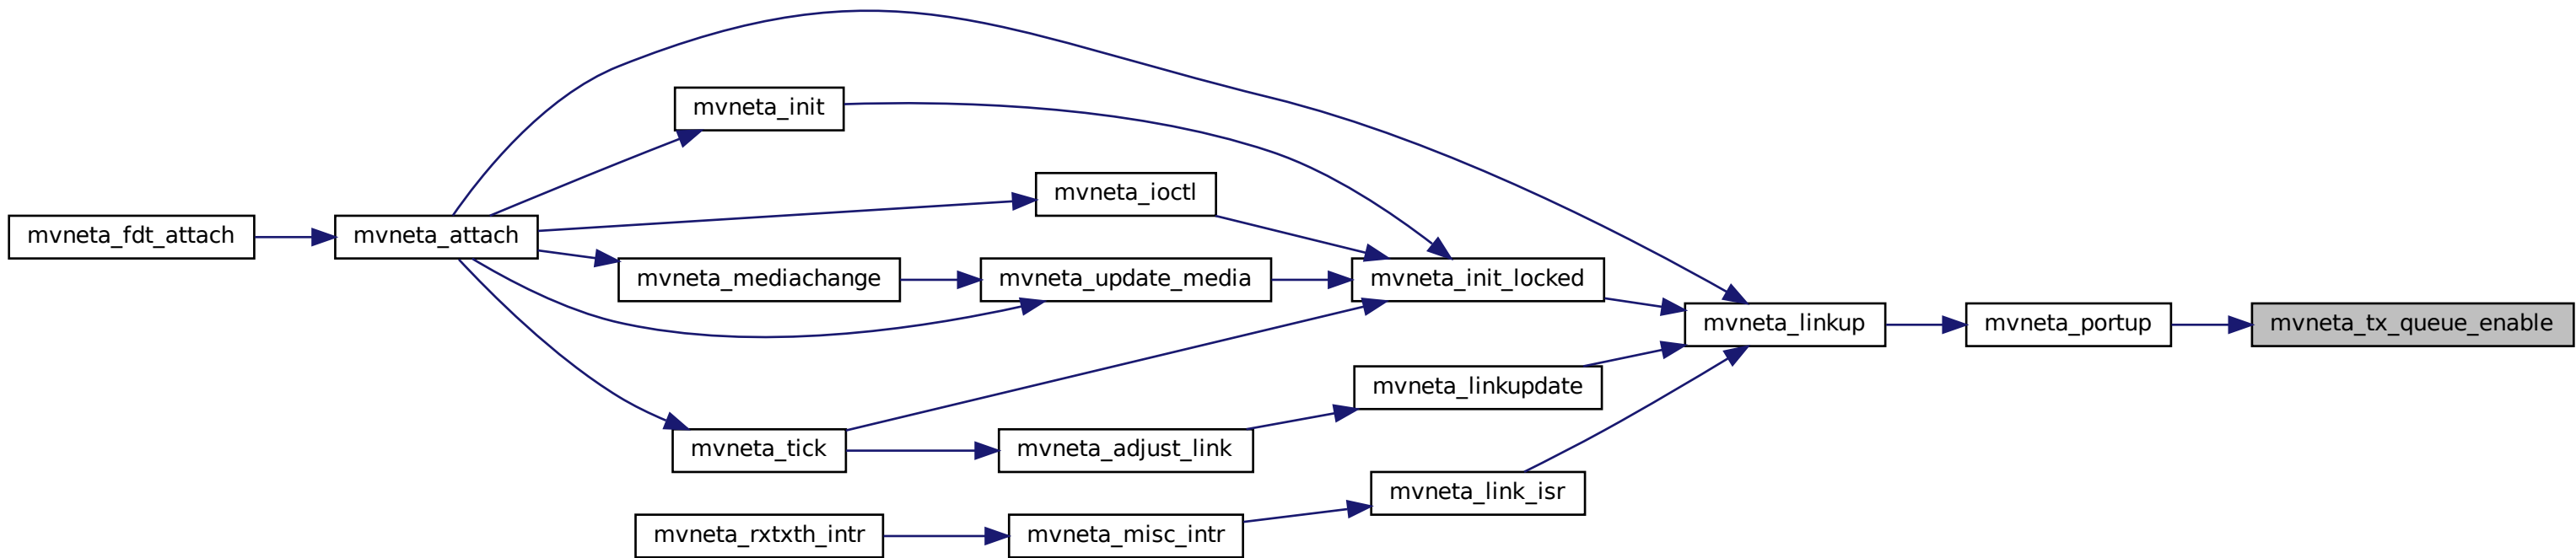 mvneta_init
mvneta_ioctl
mvneta_fdt_attach
mvneta_attach
mvneta_mediachange
mvneta_update_media
mvneta_init_locked
mvneta_linkup
mvneta_portup
mvneta_tx_queue_enable
mvneta_linkupdate
mvneta_tick
mvneta_adjust_link
mvneta_link_isr
mvneta_rxtxth_intr
mvneta_misc_intr